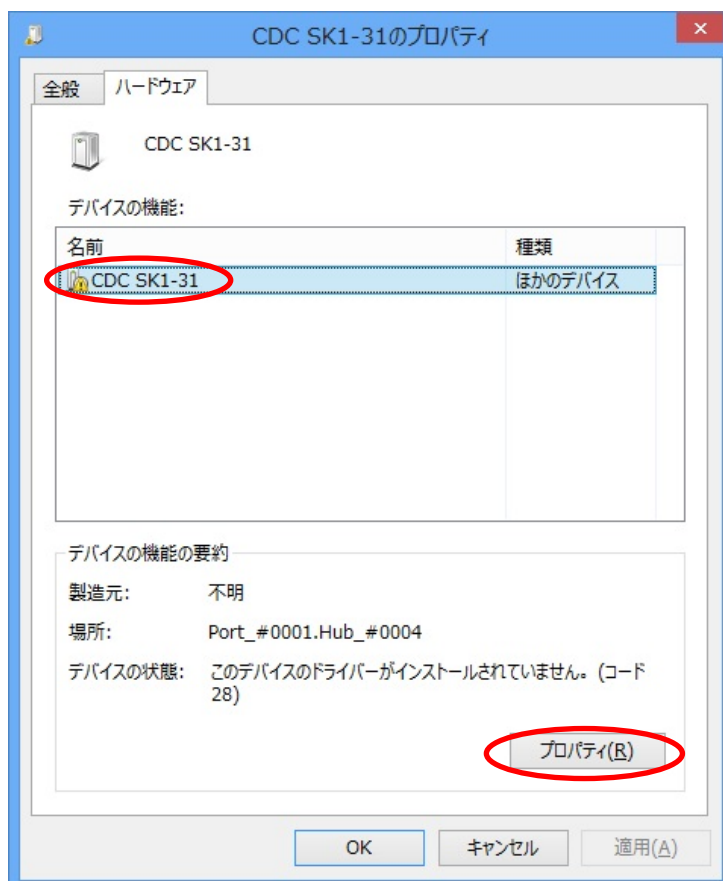 CDC SK1-31のプロパティ
全般 ハードウェア
CDC SK1-31
デバイスの機能:
名前 種類
CDC SK1-31 ほかのデバイス
デバイスの機能の要約
製造元: 不明
場所: Port_#0001.Hub_#0004
デバイスの状態: このデバイスのドライバーがインストールされていません。(コード
28)
プロパティ(R)
OK キャンセル 適用(A)